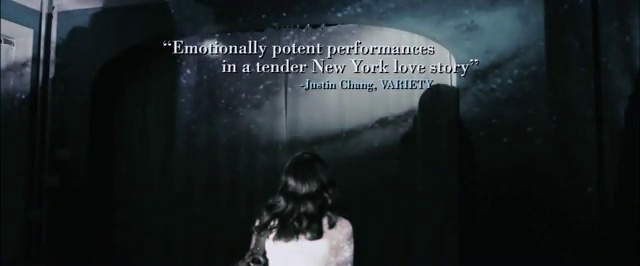 “Emotionally potent performances
in a tender New York love story”
-Justin Chang, VARIETY